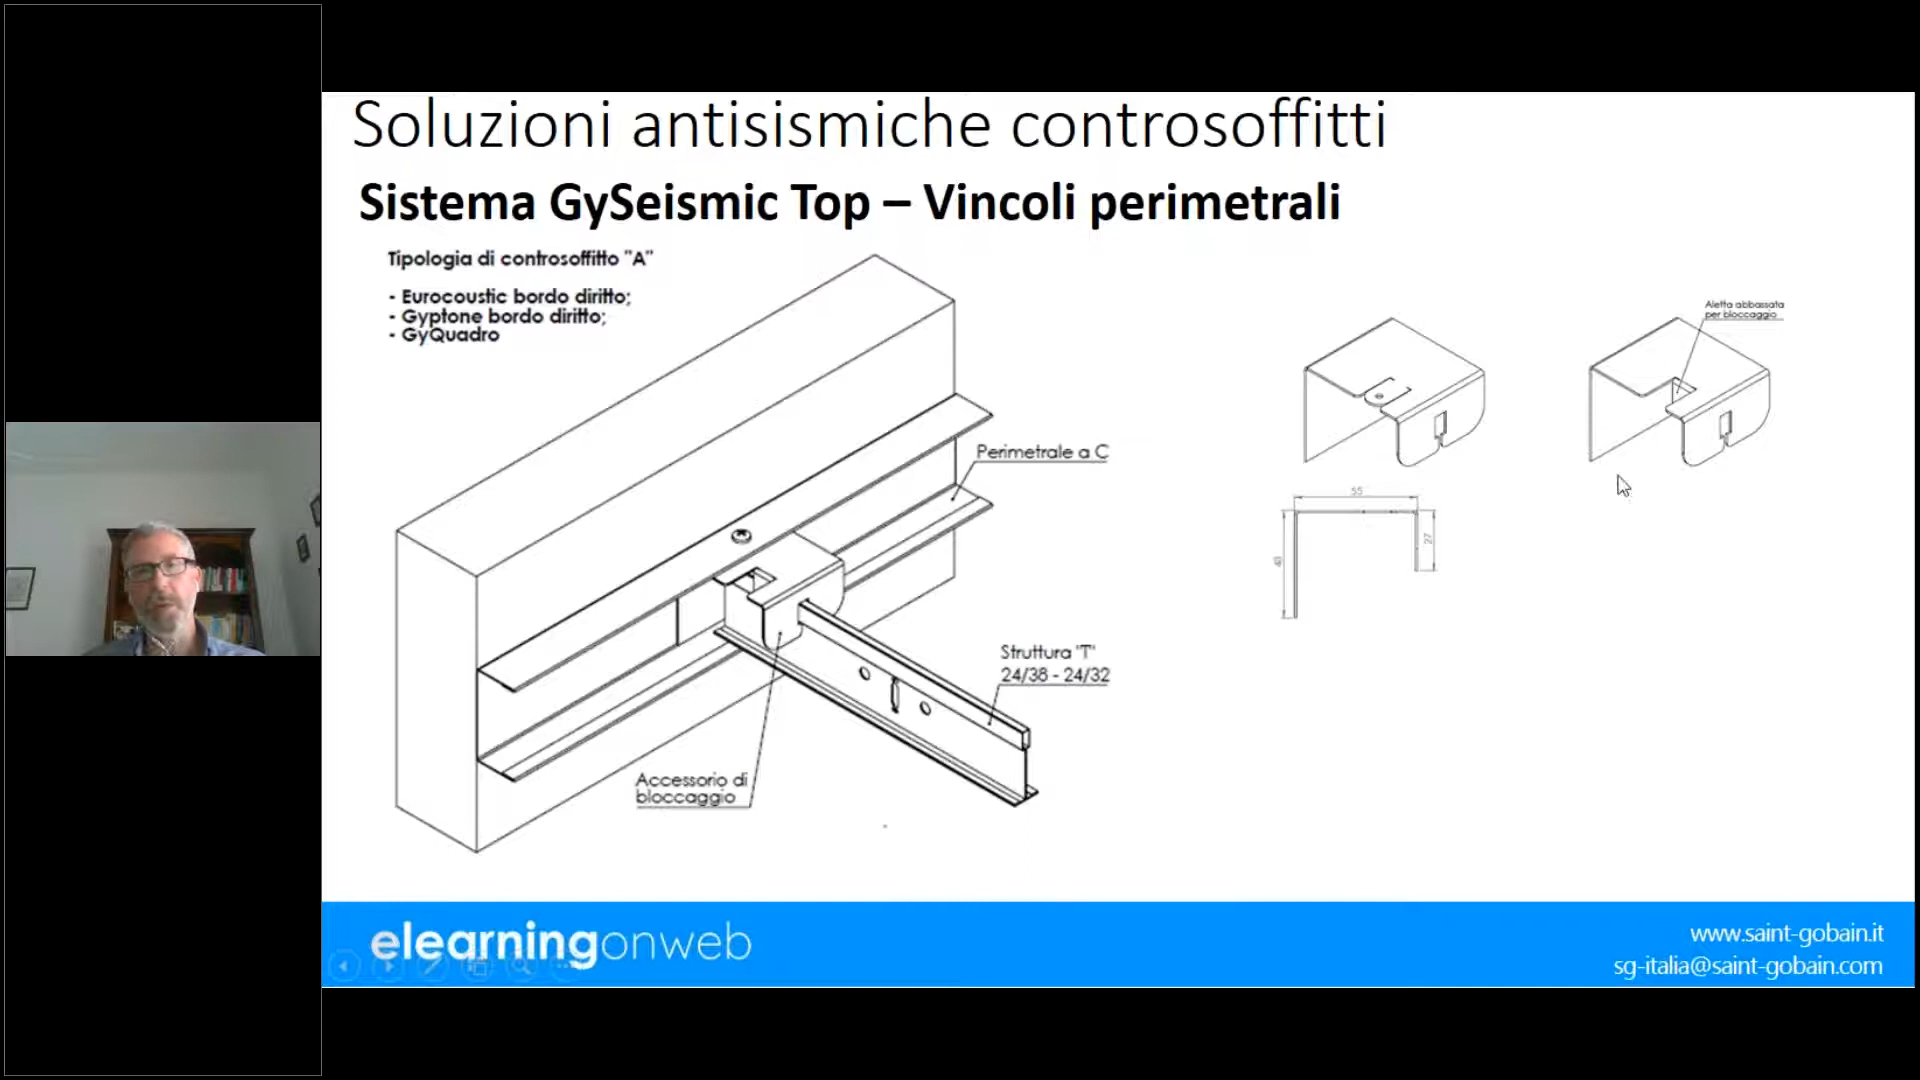 Soluzioni antisismiche controsoffitti
Sistema GySeismic Top – Vincoli perimetrali
Tipologia di controsoffitto "A"
- Eurocoustic bordo diritto;
- Gyptone bordo diritto;
- GyQuadro
Perimetrale a C
Struttura "T"
24/38 - 24/32
Accessorio di
bloccaggio
Aletta abbassata
per bloccaggio
55
43
27
elearningonweb
www.saint-gobain.it
sg-italia@saint-gobain.com